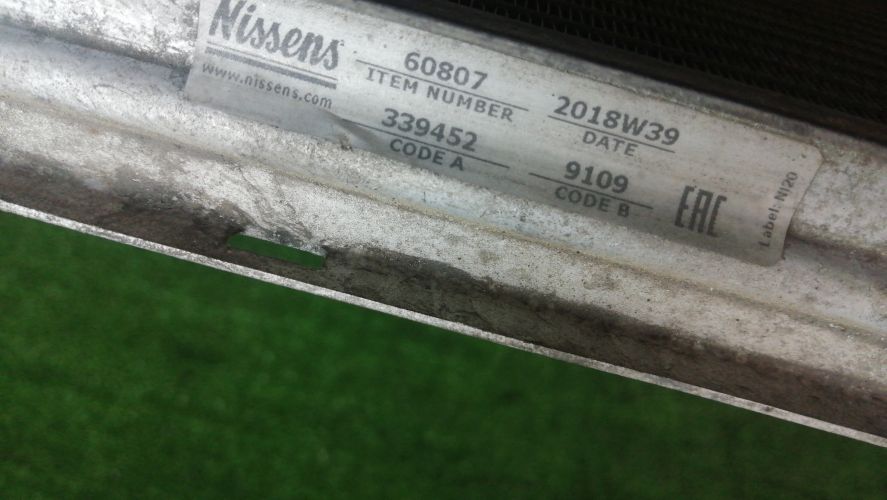 Nissens
www.nissens.com
60807
ITEM NUMBER
2018W39
DATE
339452
CODE A
9109
CODE B
EAC
Label: NI20